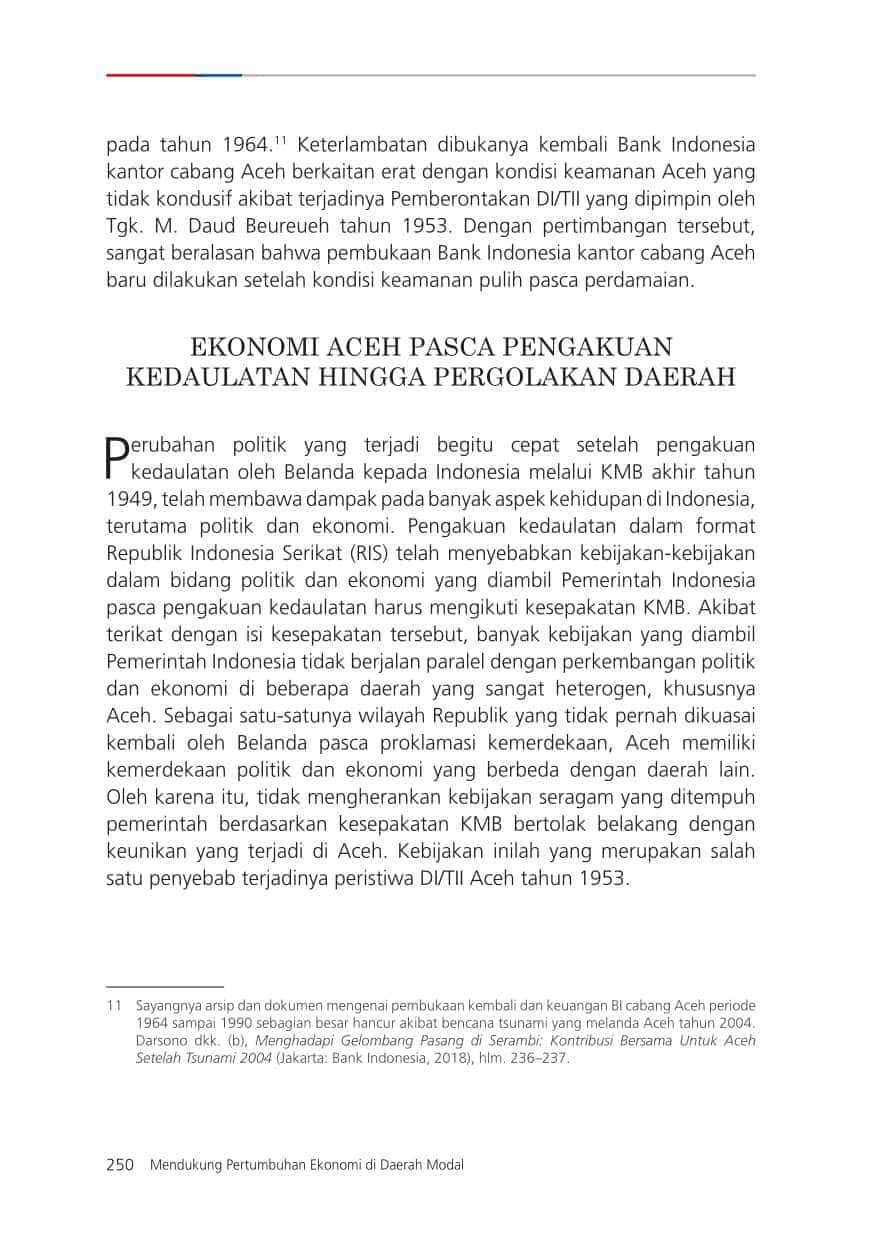 pada tahun 1964.¹¹ Keterlambatan dibukanya kembali Bank Indonesia
kantor cabang Aceh berkaitan erat dengan kondisi keamanan Aceh yang
tidak kondusif akibat terjadinya Pemberontakan DI/TII yang dipimpin oleh
Tgk. M. Daud Beureueh tahun 1953. Dengan pertimbangan tersebut,
sangat beralasan bahwa pembukaan Bank Indonesia kantor cabang Aceh
baru dilakukan setelah kondisi keamanan pulih pasca perdamaian.
EKONOMI ACEH PASCA PENGAKUAN
KEDAULATAN HINGGA PERGOLAKAN DAERAH
Perubahan politik yang terjadi begitu cepat setelah pengakuan
kedaulatan oleh Belanda kepada Indonesia melalui KMB akhir tahun
1949, telah membawa dampak pada banyak aspek kehidupan di Indonesia,
terutama politik dan ekonomi. Pengakuan kedaulatan dalam format
Republik Indonesia Serikat (RIS) telah menyebabkan kebijakan-kebijakan
dalam bidang politik dan ekonomi yang diambil Pemerintah Indonesia
pasca pengakuan kedaulatan harus mengikuti kesepakatan KMB. Akibat
terikat dengan isi kesepakatan tersebut, banyak kebijakan yang diambil
Pemerintah Indonesia tidak berjalan paralel dengan perkembangan politik
dan ekonomi di beberapa daerah yang sangat heterogen, khususnya
Aceh. Sebagai satu-satunya wilayah Republik yang tidak pernah dikuasai
kembali oleh Belanda pasca proklamasi kemerdekaan, Aceh memiliki
kemerdekaan politik dan ekonomi yang berbeda dengan daerah lain.
Oleh karena itu, tidak mengherankan kebijakan seragam yang ditempuh
pemerintah berdasarkan kesepakatan KMB bertolak belakang dengan
keunikan yang terjadi di Aceh. Kebijakan inilah yang merupakan salah
satu penyebab terjadinya peristiwa DI/TII Aceh tahun 1953.
11 Sayangnya arsip dan dokumen mengenai pembukaan kembali dan keuangan BI cabang Aceh periode
1964 sampai 1990 sebagian besar hancur akibat bencana tsunami yang melanda Aceh tahun 2004.
Darsono dkk. (b), Menghadapi Gelombang Pasang di Serambi: Kontribusi Bersama Untuk Aceh
Setelah Tsunami 2004 (Jakarta: Bank Indonesia, 2018), hlm. 236–237.
250 Mendukung Pertumbuhan Ekonomi di Daerah Modal